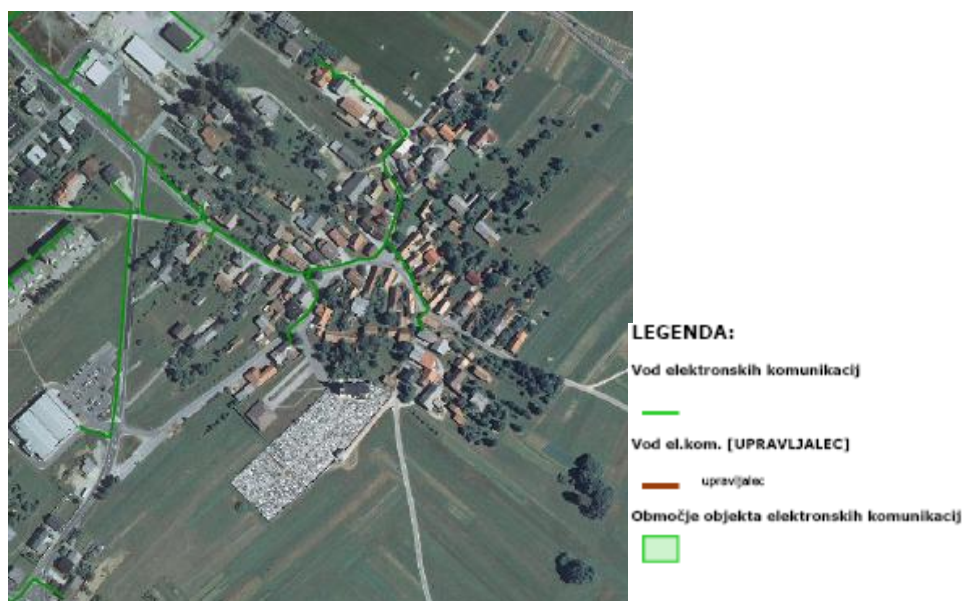 LEGENDA:
Vod elektronskih komunikacij
Vod el.kom. [UPRAVLJALEC]
upravljalec
Območje objekta elektronskih komunikacij